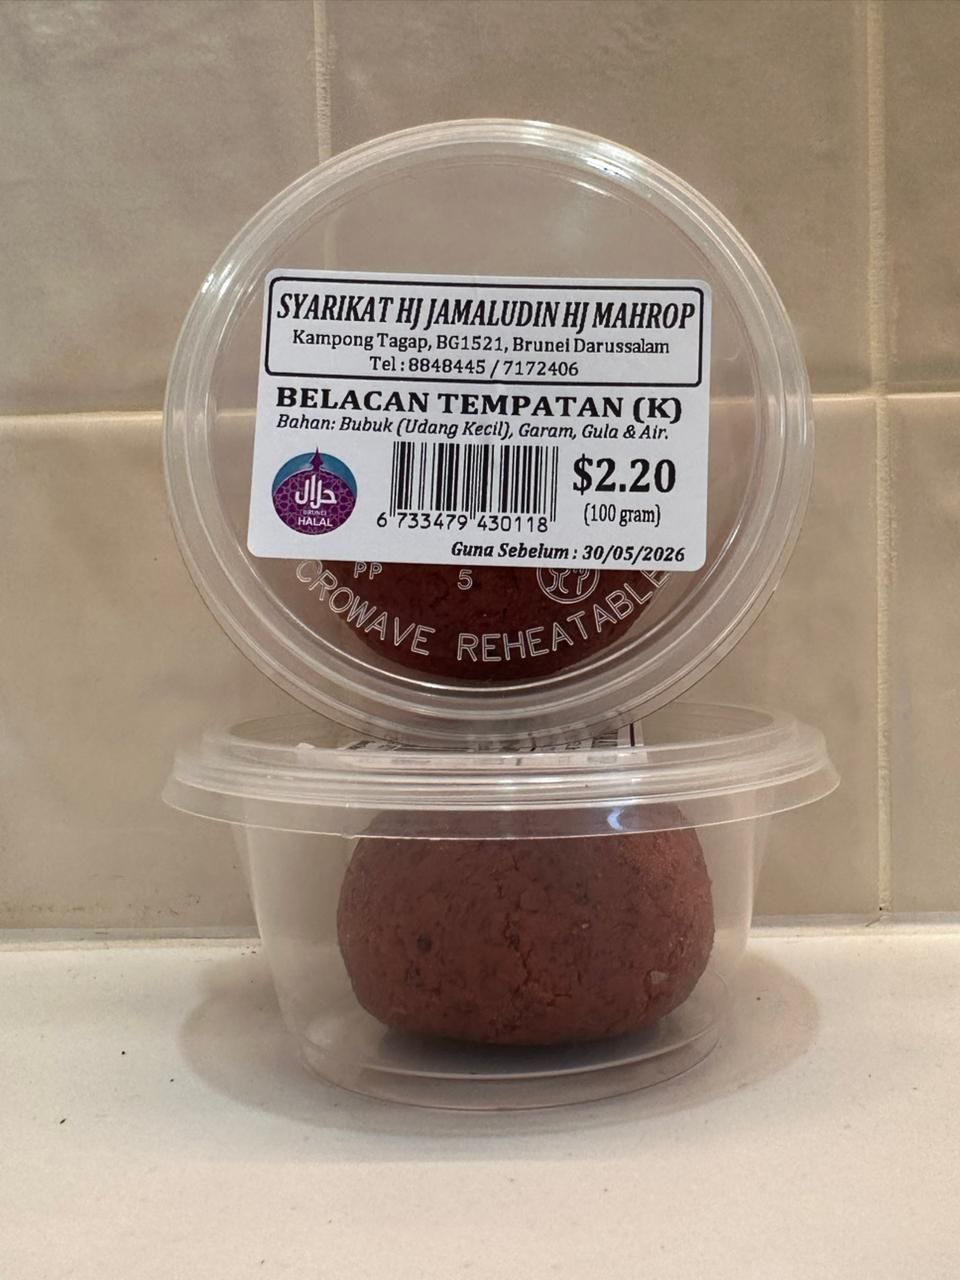 SYARIKAT HJ JAMALUDIN HJ MAHROP
Kampong Tagap, BG1521, Brunei Darussalam
Tel : 8848445 / 7172406
BELACAN TEMPATAN (K)
Bahan: Bubuk (Udang Kecil), Garam, Gula & Air.
حلال
BRUNEI
HALAL
$2.20
(100 gram)
6 733479 430118
Guna Sebelum : 30/05/2026
PP 5
CROWAVE REHEATABLE